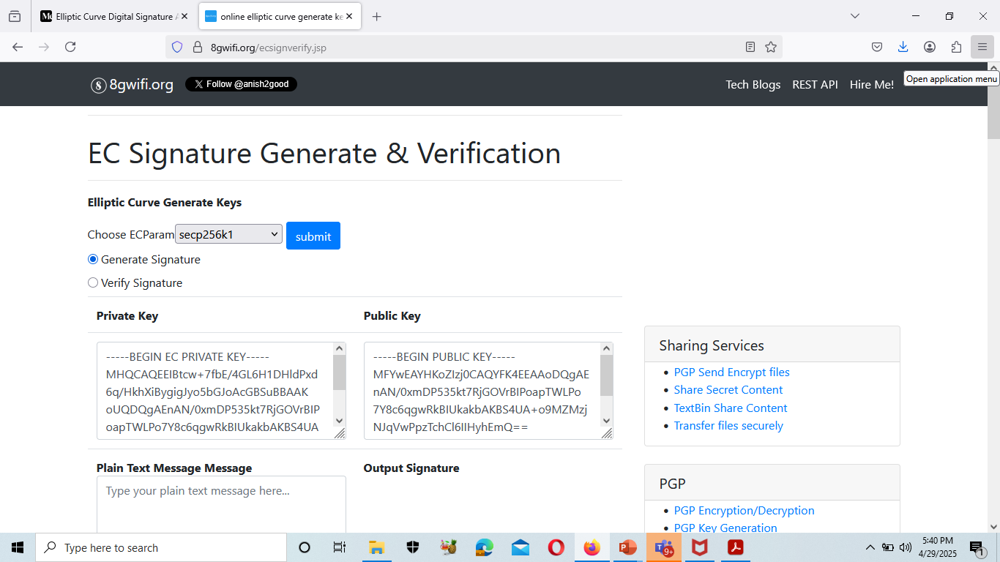 Elliptic Curve Digital Signature A
online elliptic curve generate ke
8gwifi.org/ecsignverify.jsp
8gwifi.org
Follow @anish2good
Tech Blogs
REST API
Hire Me!
Open application menu
EC Signature Generate & Verification
Elliptic Curve Generate Keys
Choose ECParam secp256k1 submit
Generate Signature
Verify Signature
Private Key
Public Key
-----BEGIN EC PRIVATE KEY-----
MHQCAQEEIBtcw+7fbE/4GL6H1DHldPxd
6q/HkhXiBygigJyo5bGJoAcGBSuBBAAK
oUQDQgAEnAN/0xmDP535kt7RjGOVrBIP
oapTWLPo7Y8c6qgwRkBIUkakbAKBS4UA
-----BEGIN PUBLIC KEY-----
MFYwEAYHKoZIzj0CAQYFK4EEAAoDQgAE
nAN/0xmDP535kt7RjGOVrBIPoapTWLPo
7Y8c6qgwRkBIUkakbAKBS4UA+o9MZMzj
NJqVwPpzTchCl6IIHyhEmQ==
Plain Text Message Message
Output Signature
Type your plain text message here...
Sharing Services
PGP Send Encrypt files
Share Secret Content
TextBin Share Content
Transfer files securely
PGP
PGP Encryption/Decryption
PGP Key Generation
Type here to search
9+
5:40 PM
4/29/2025
1